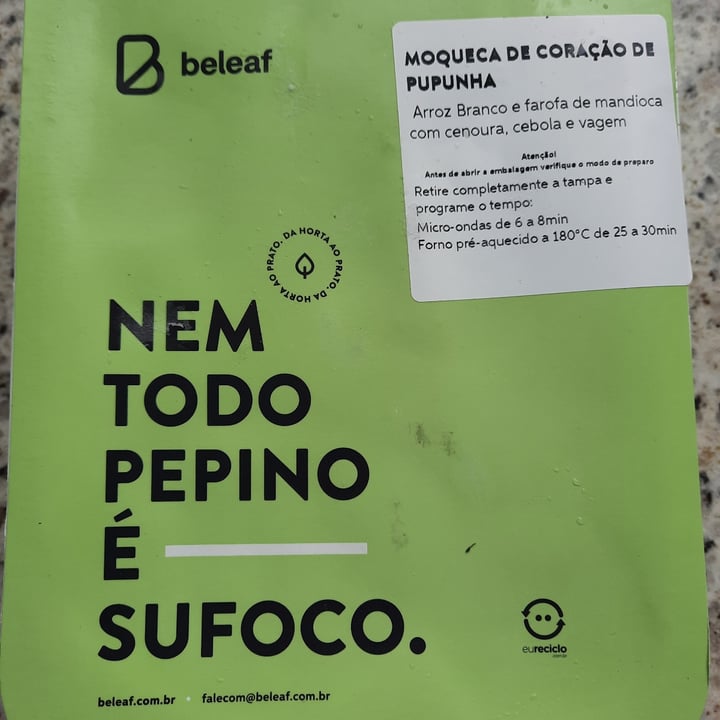 beleaf
MOQUECA DE CORAÇÃO DE
PUPUNHA
Arroz Branco e farofa de mandioca
com cenoura, cebola e vagem
Atenção!
Antes de abrir a embalagem verifique o modo de preparo
Retire completamente a tampa e
programe o tempo:
Micro-ondas de 6 a 8min
Forno pré-aquecido a 180°C de 25 a 30min
DA HORTA AO PRATO. DA HORTA AO PRATO.
NEM
TODO
PEPINO
É
SUFOCO.
eureciclo
beleaf.com.br falecom@beleaf.com.br